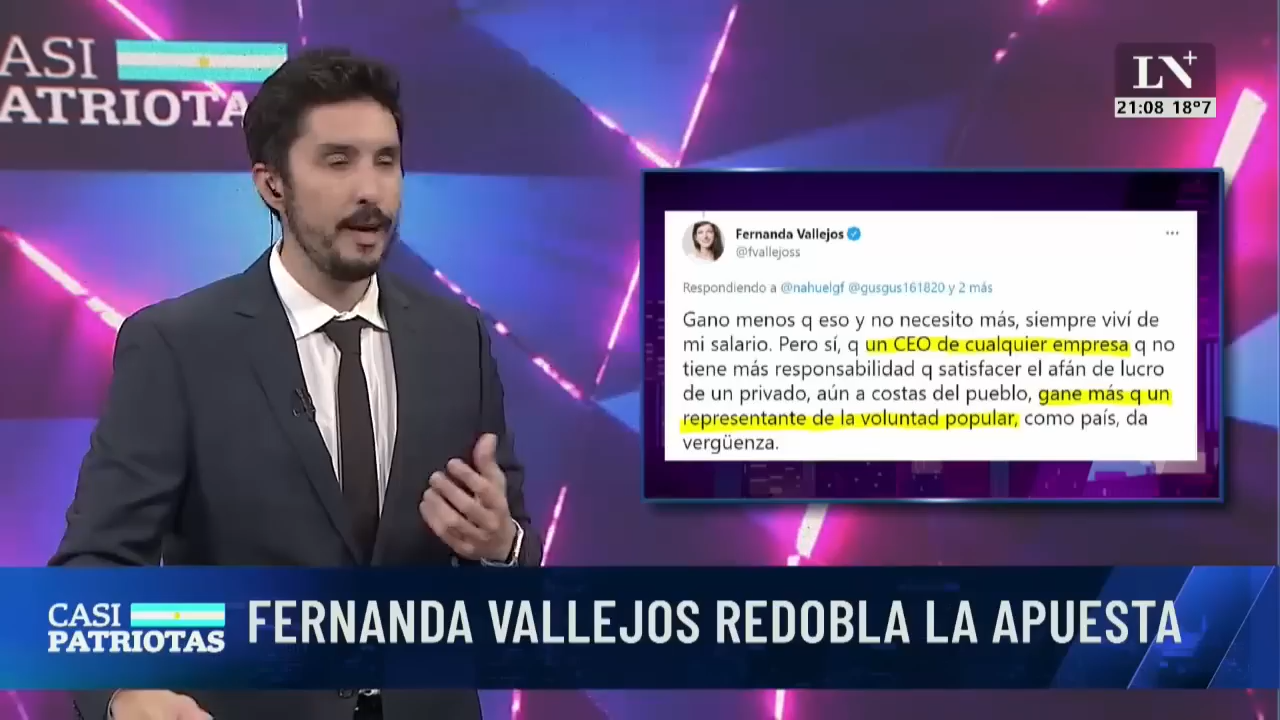 CASI
PATRIOTA
LN+
21:08 18°7
Fernanda Vallejos
@fvallejoss
Respondiendo a @nahuelgf @gusgus161820 y 2 más
Gano menos q eso y no necesito más, siempre viví de
mi salario. Pero sí, q un CEO de cualquier empresa q no
tiene más responsabilidad q satisfacer el afán de lucro
de un privado, aún a costas del pueblo, gane más q un
representante de la voluntad popular, como país, da
vergüenza.
CASI
PATRIOTAS
FERNANDA VALLEJOS REDOBLA LA APUESTA